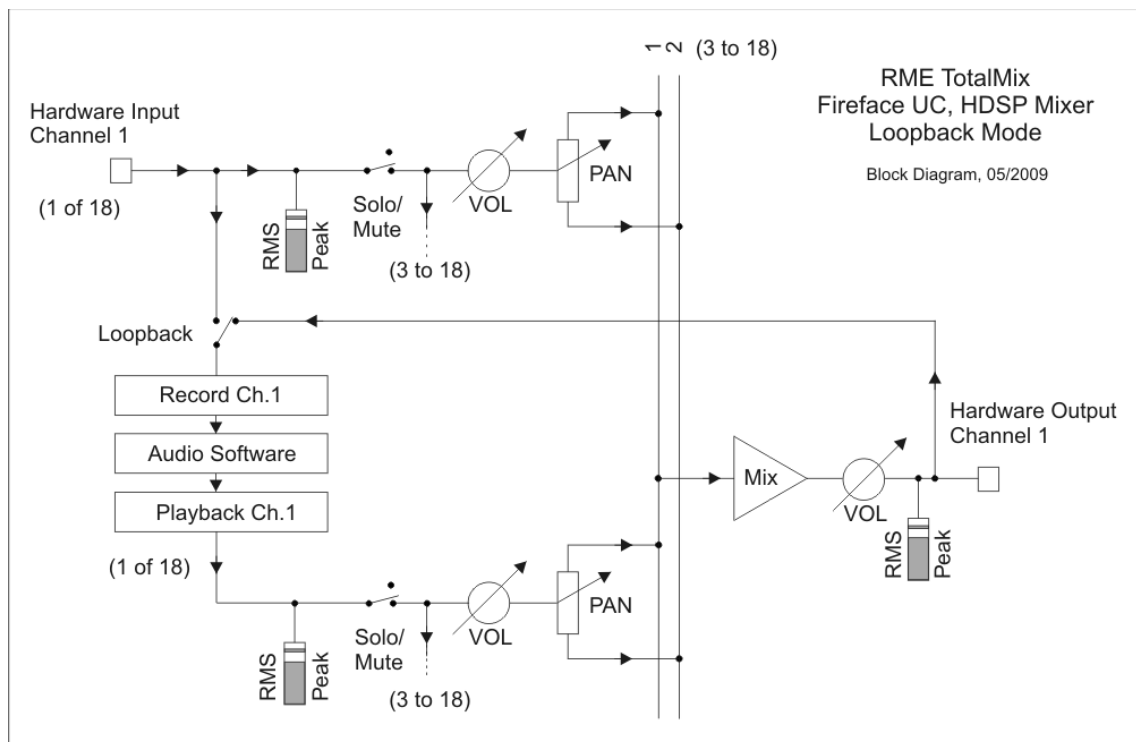 1
2
(3 to 18)
RME TotalMix
Fireface UC, HDSP Mixer
Loopback Mode
Block Diagram, 05/2009
Hardware Input
Channel 1
(1 of 18)
RMS
Peak
Solo/
Mute
(3 to 18)
VOL
PAN
Loopback
Record Ch.1
Audio Software
Playback Ch.1
(1 of 18)
Mix
VOL
RMS
Peak
Hardware Output
Channel 1
RMS
Peak
Solo/
Mute
(3 to 18)
VOL
PAN